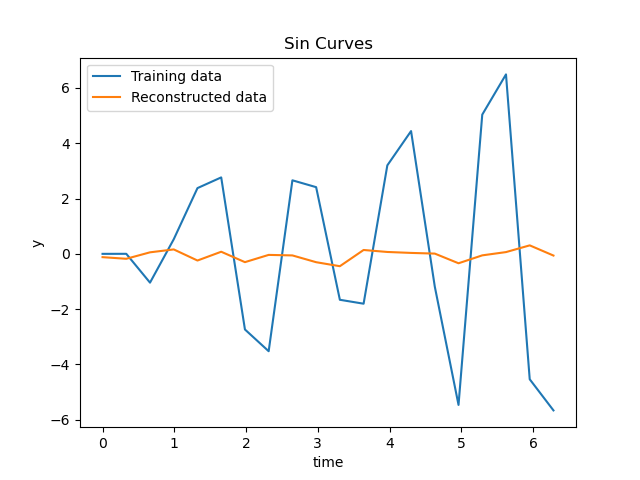 Sin Curves
Training data
Reconstructed data
6
4
2
0
−2
−4
−6
y
0 1 2 3 4 5 6
time